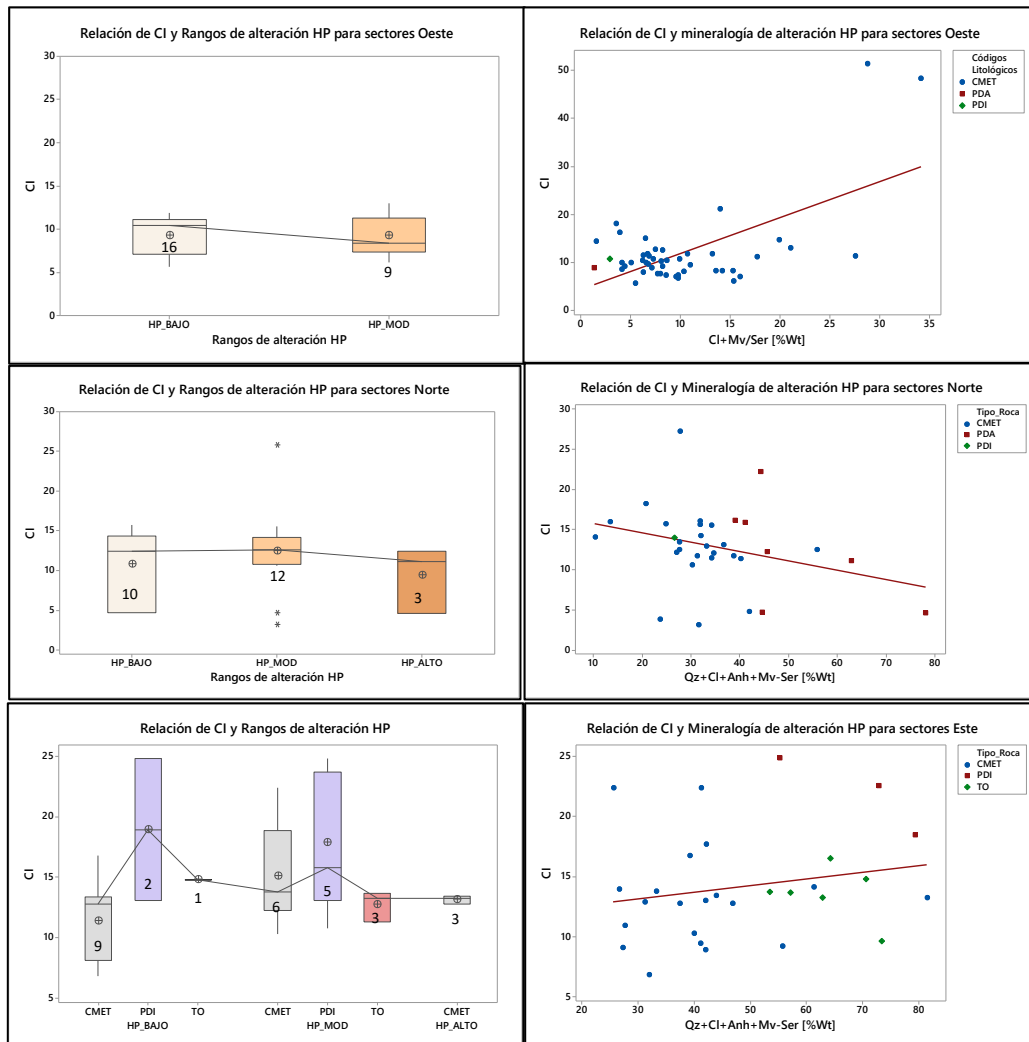 Relación de CI y Rangos de alteración HP para sectores Oeste
30
25
20
15
10
5
0
CI
16
9
HP_BAJO
HP_MOD
Rangos de alteración HP
Relación de CI y mineralogía de alteración HP para sectores Oeste
50
40
30
20
10
0
CI
0 5 10 15 20 25 30 35
Cl+Mv/Ser [%Wt]
Códigos
Litológicos
CMET
PDA
PDI
Relación de CI y Rangos de alteración HP para sectores Norte
30
25
20
15
10
5
0
CI
10
12
3
HP_BAJO
HP_MOD
HP_ALTO
Rangos de alteración HP
Relación de CI y Mineralogía de alteración HP para sectores Norte
30
25
20
15
10
5
0
CI
10 20 30 40 50 60 70 80
Qz+Cl+Anh+Mv-Ser [%Wt]
Tipo_Roca
CMET
PDA
PDI
Relación de CI y Rangos de alteración HP
25
20
15
10
5
CI
9
2
1
6
5
3
3
CMET PDI TO CMET PDI TO CMET
HP_BAJO HP_MOD HP_ALTO
Relación de CI y Mineralogía de alteración HP para sectores Este
25
20
15
10
5
CI
20 30 40 50 60 70 80
Qz+Cl+Anh+Mv-Ser [%Wt]
Tipo_Roca
CMET
PDI
TO